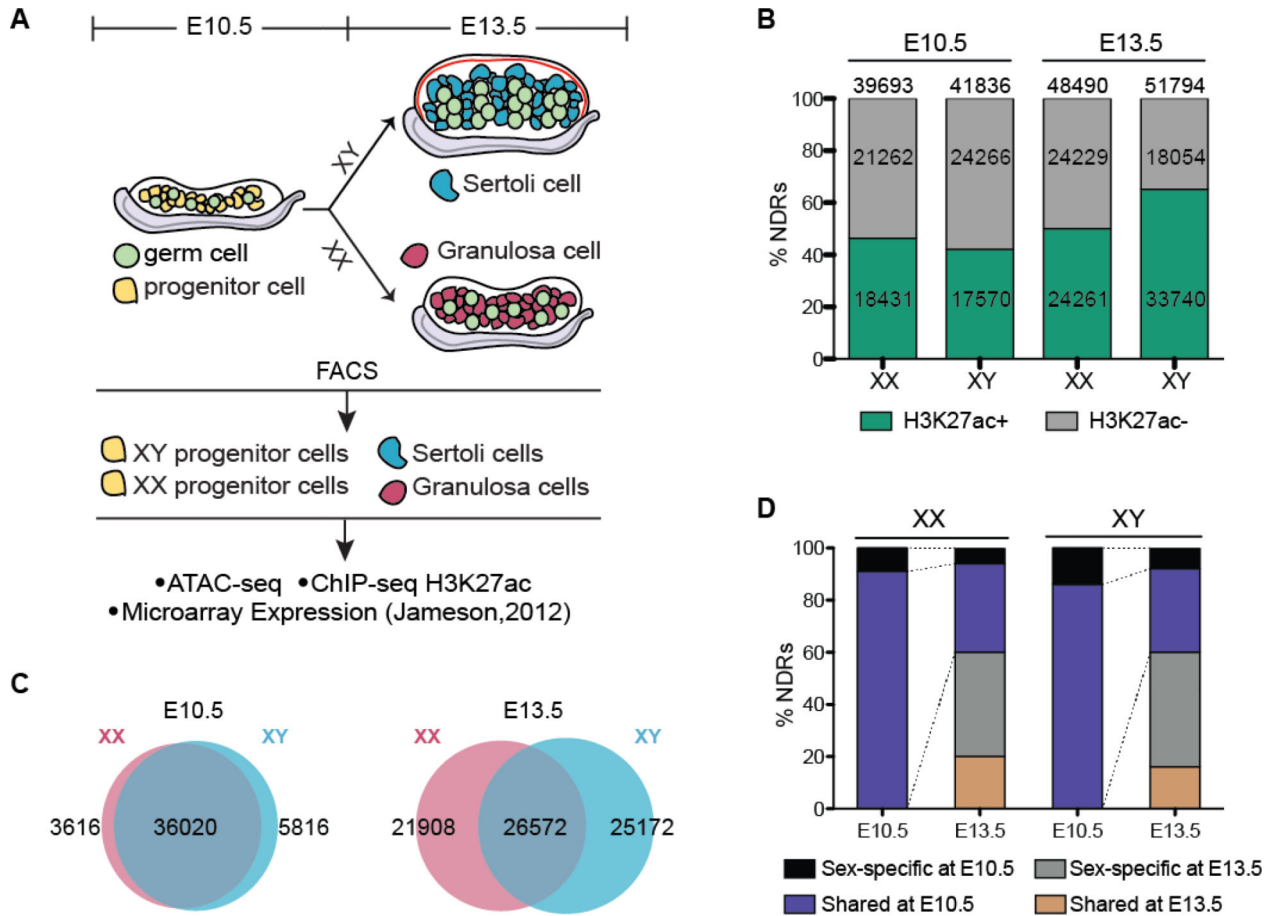 A
E10.5
E13.5
XY
XX
Sertoli cell
Granulosa cell
germ cell
progenitor cell
FACS
XY progenitor cells
XX progenitor cells
Sertoli cells
Granulosa cells
•ATAC-seq •ChIP-seq H3K27ac
•Microarray Expression (Jameson,2012)
B
E10.5 E13.5
39693 41836 48490 51794
100
80
60
40
20
0
% NDRs
21262 24266 24229 18054
18431 17570 24261 33740
XX XY XX XY
H3K27ac+ H3K27ac-
C
E10.5
XX XY
3616 36020 5816
E13.5
XX XY
21908 26572 25172
D
XX XY
100
80
60
40
20
0
% NDRs
E10.5 E13.5 E10.5 E13.5
Sex-specific at E10.5 Sex-specific at E13.5
Shared at E10.5 Shared at E13.5